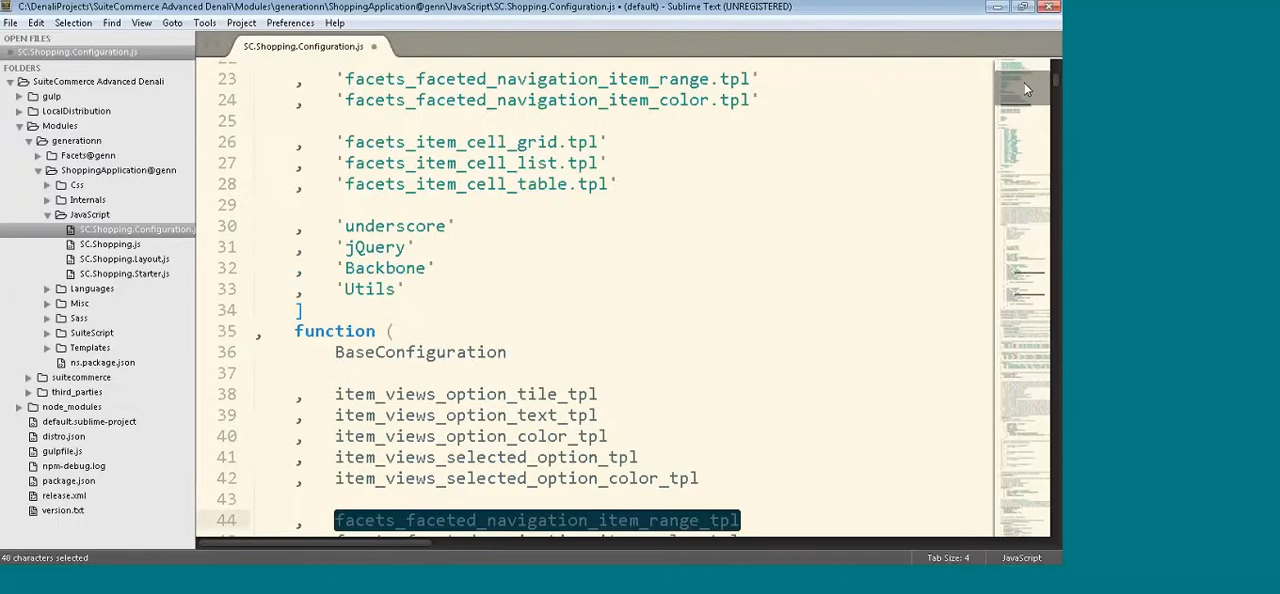 C:\DenaliProjects\SuiteCommerce Advanced Denali\Modules\generationn\ShoppingApplication@genn\JavaScript\SC.Shopping.Configuration.js • (default) - Sublime Text (UNREGISTERED)
File Edit Selection Find View Goto Tools Project Preferences Help
OPEN FILES
SC.Shopping.Configuration.js
FOLDERS
SuiteCommerce Advanced Denali
gulp
LocalDistribution
Modules
generationn
Facets@genn
ShoppingApplication@genn
Css
Internals
JavaScript
SC.Shopping.Configuration.j
SC.Shopping.js
SC.Shopping.Layout.js
SC.Shopping.Starter.js
Languages
Misc
Sass
SuiteScript
Templates
ns.package.json
suitecommerce
third_parties
node_modules
default.sublime-project
distro.json
gulpfile.js
npm-debug.log
package.json
release.xml
version.txt
SC.Shopping.Configuration.js
23 , 'facets_faceted_navigation_item_range.tpl'
24 , 'facets_faceted_navigation_item_color.tpl'
25
26 , 'facets_item_cell_grid.tpl'
27 , 'facets_item_cell_list.tpl'
28 , 'facets_item_cell_table.tpl'
29
30 , 'underscore'
31 , 'jQuery'
32 , 'Backbone'
33 , 'Utils'
34 ]
35 , function (
36 BaseConfiguration
37
38 , item_views_option_tile_tpl
39 , item_views_option_text_tpl
40 , item_views_option_color_tpl
41 , item_views_selected_option_tpl
42 , item_views_selected_option_color_tpl
43
44 , facets_faceted_navigation_item_range_tpl
40 characters selected
Tab Size: 4
JavaScript